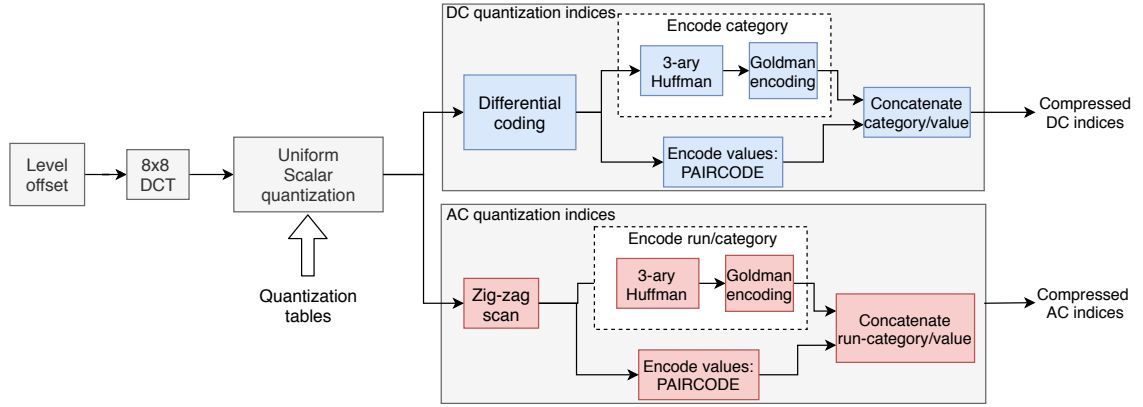 Level
offset
8x8
DCT
Uniform
Scalar
quantization
Quantization
tables
DC quantization indices
Encode category
Differential
coding
3-ary
Huffman
Goldman
encoding
Encode values:
PAIRCODE
Concatenate
category/value
Compressed
DC indices
AC quantization indices
Encode run/category
Zig-zag
scan
3-ary
Huffman
Goldman
encoding
Encode values:
PAIRCODE
Concatenate
run-category/value
Compressed
AC indices